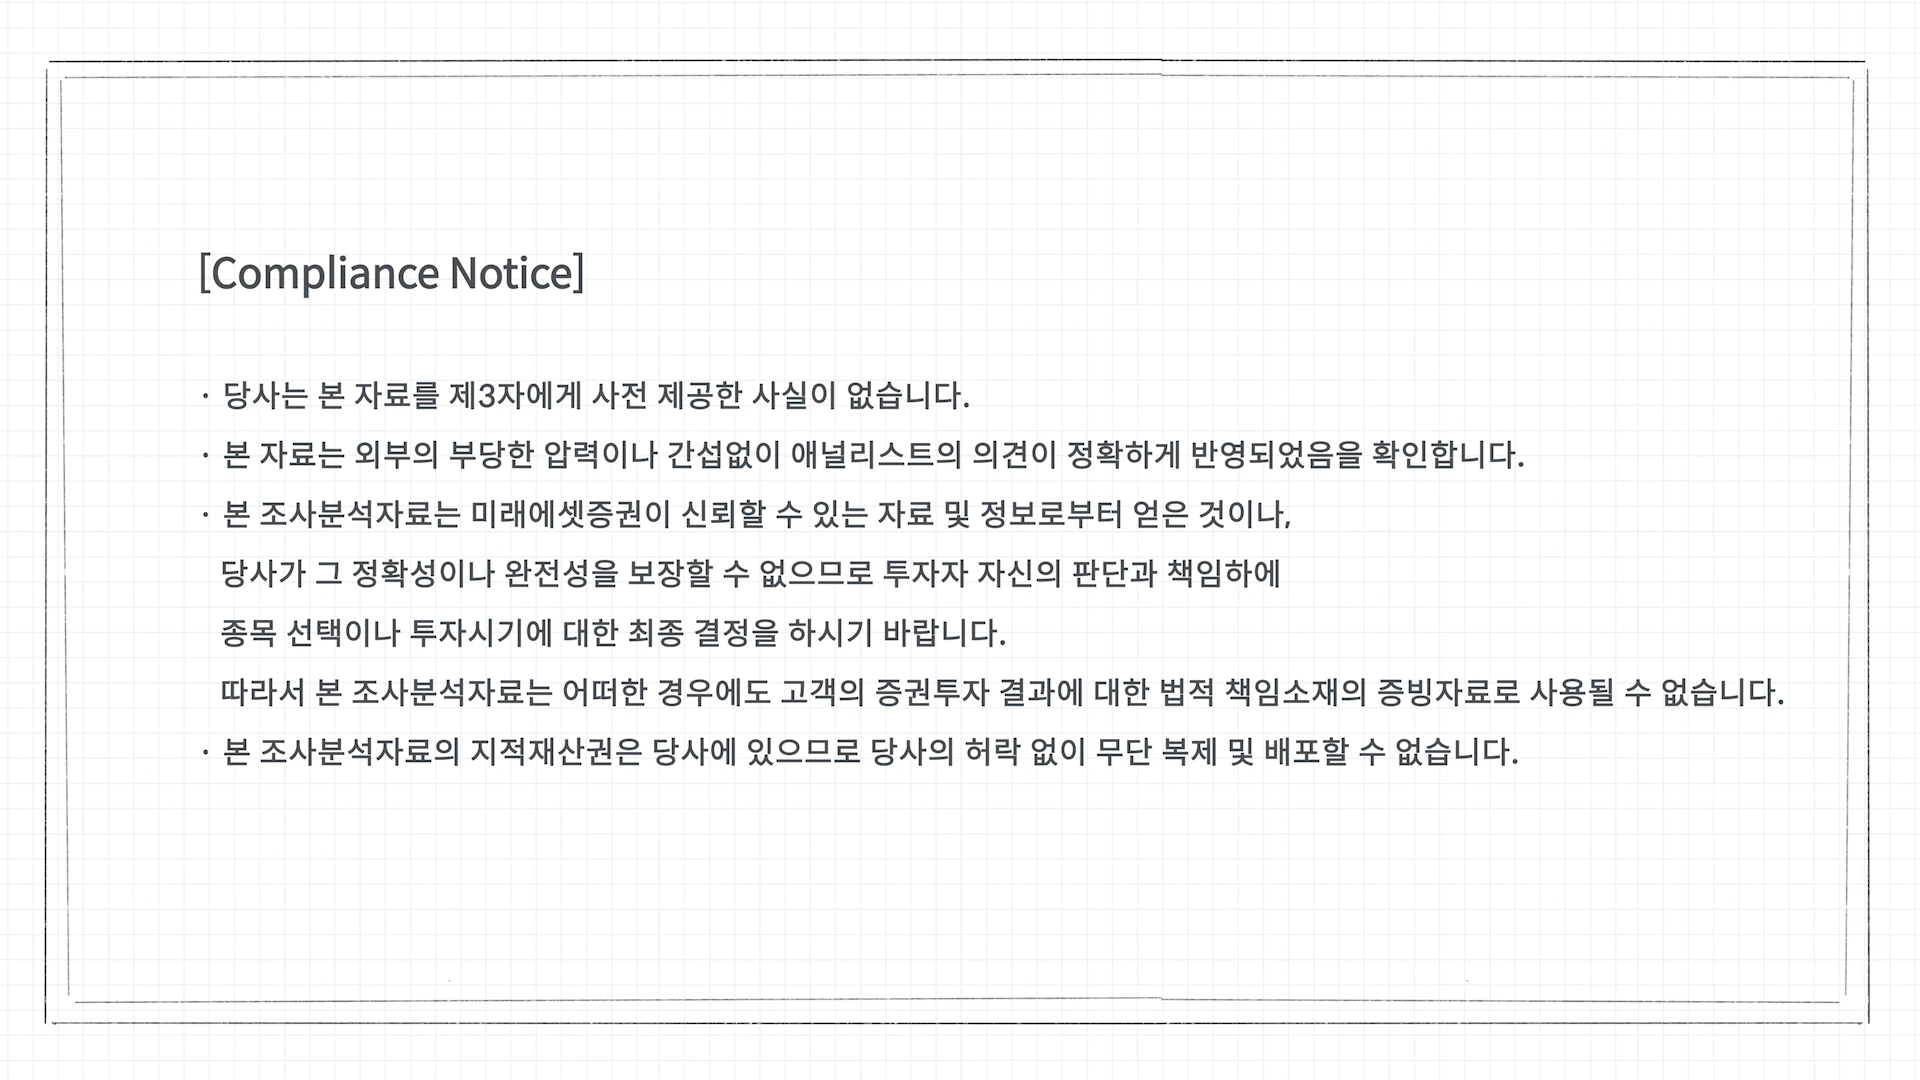 [Compliance Notice]
· 당사는 본 자료를 제3자에게 사전 제공한 사실이 없습니다.
· 본 자료는 외부의 부당한 압력이나 간섭없이 애널리스트의 의견이 정확하게 반영되었음을 확인합니다.
· 본 조사분석자료는 미래에셋증권이 신뢰할 수 있는 자료 및 정보로부터 얻은 것이나,
당사가 그 정확성이나 완전성을 보장할 수 없으므로 투자자 자신의 판단과 책임하에
종목 선택이나 투자시기에 대한 최종 결정을 하시기 바랍니다.
따라서 본 조사분석자료는 어떠한 경우에도 고객의 증권투자 결과에 대한 법적 책임소재의 증빙자료로 사용될 수 없습니다.
· 본 조사분석자료의 지적재산권은 당사에 있으므로 당사의 허락 없이 무단 복제 및 배포할 수 없습니다.